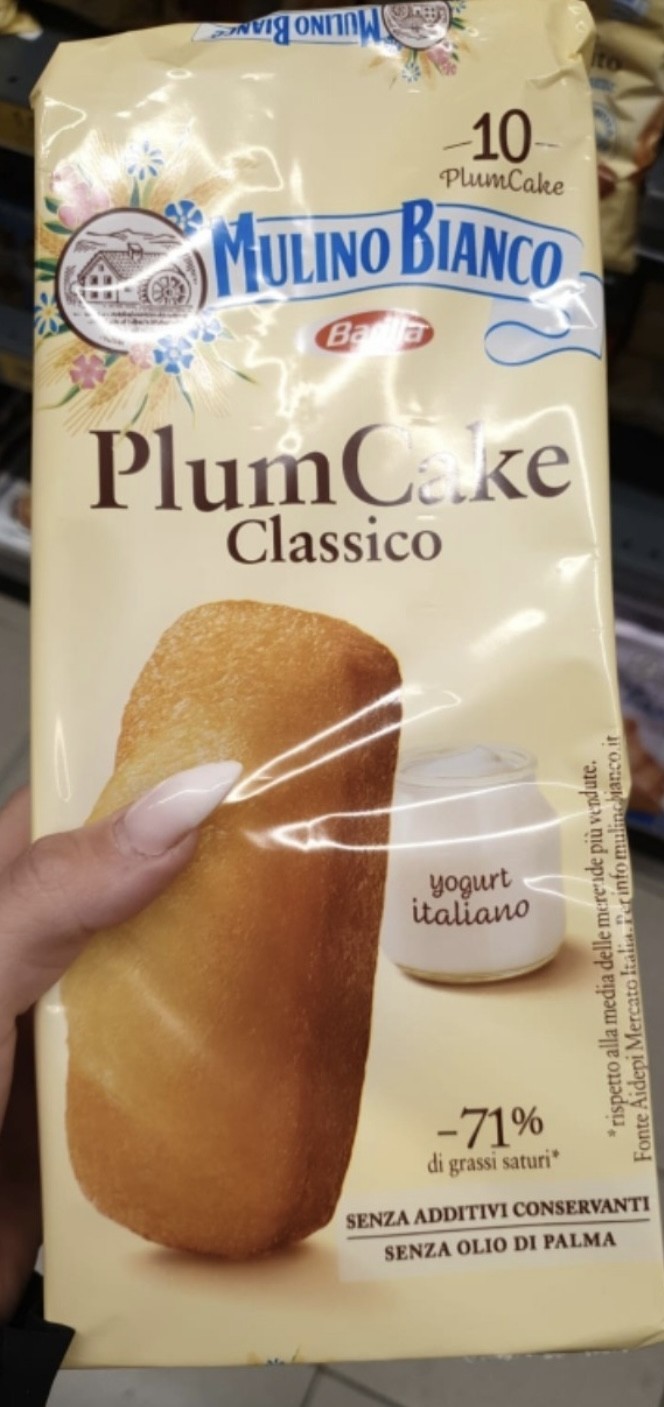 MULINO BIANCO
10
PlumCake
MULINO BIANCO
Barilla
PlumCake
Classico
yogurt
italiano
-71%
di grassi saturi*
SENZA ADDITIVI CONSERVANTI
SENZA OLIO DI PALMA
*rispetto alla media delle merende più vendute.
Fonte Aidepi Mercato Italia. Per info mulinobianco.it